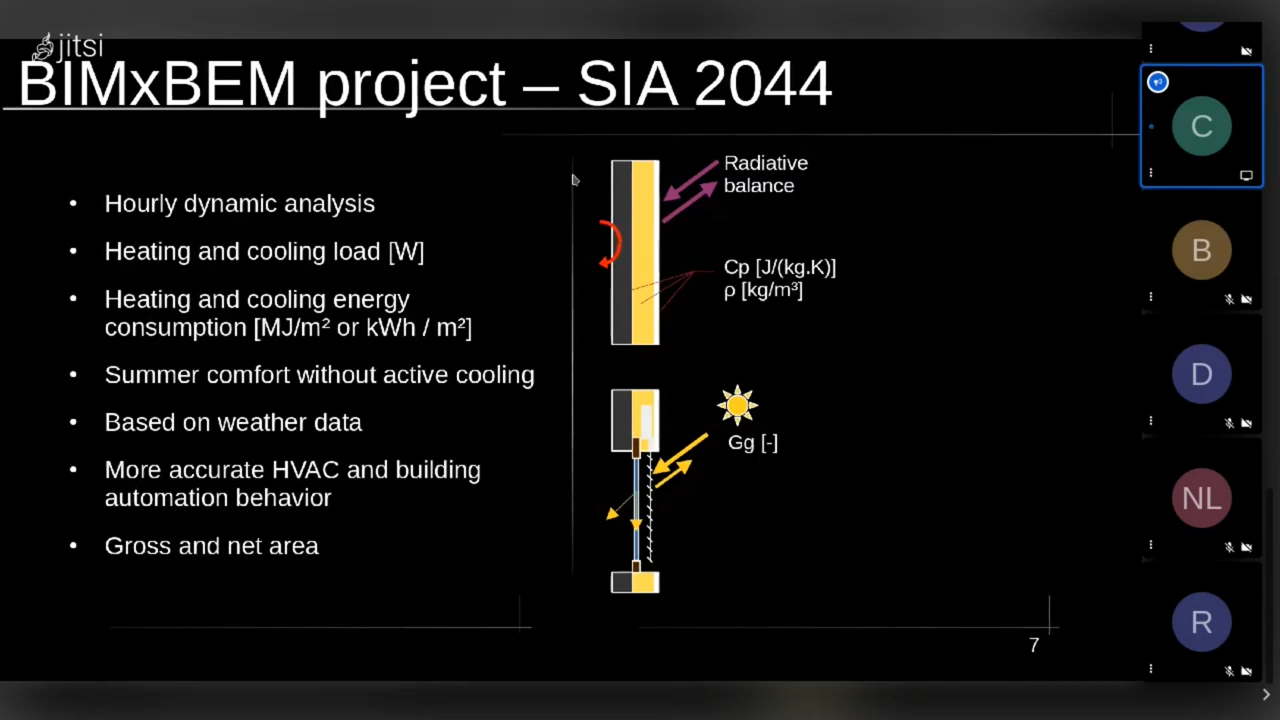 jitsi
BIMxBEM project – SIA 2044
• Hourly dynamic analysis
• Heating and cooling load [W]
• Heating and cooling energy
consumption [MJ/m² or kWh / m²]
• Summer comfort without active cooling
• Based on weather data
• More accurate HVAC and building
automation behavior
• Gross and net area
Radiative
balance
Cp [J/(kg.K)]
ρ [kg/m³]
Gg [-]
7
C
B
D
NL
R